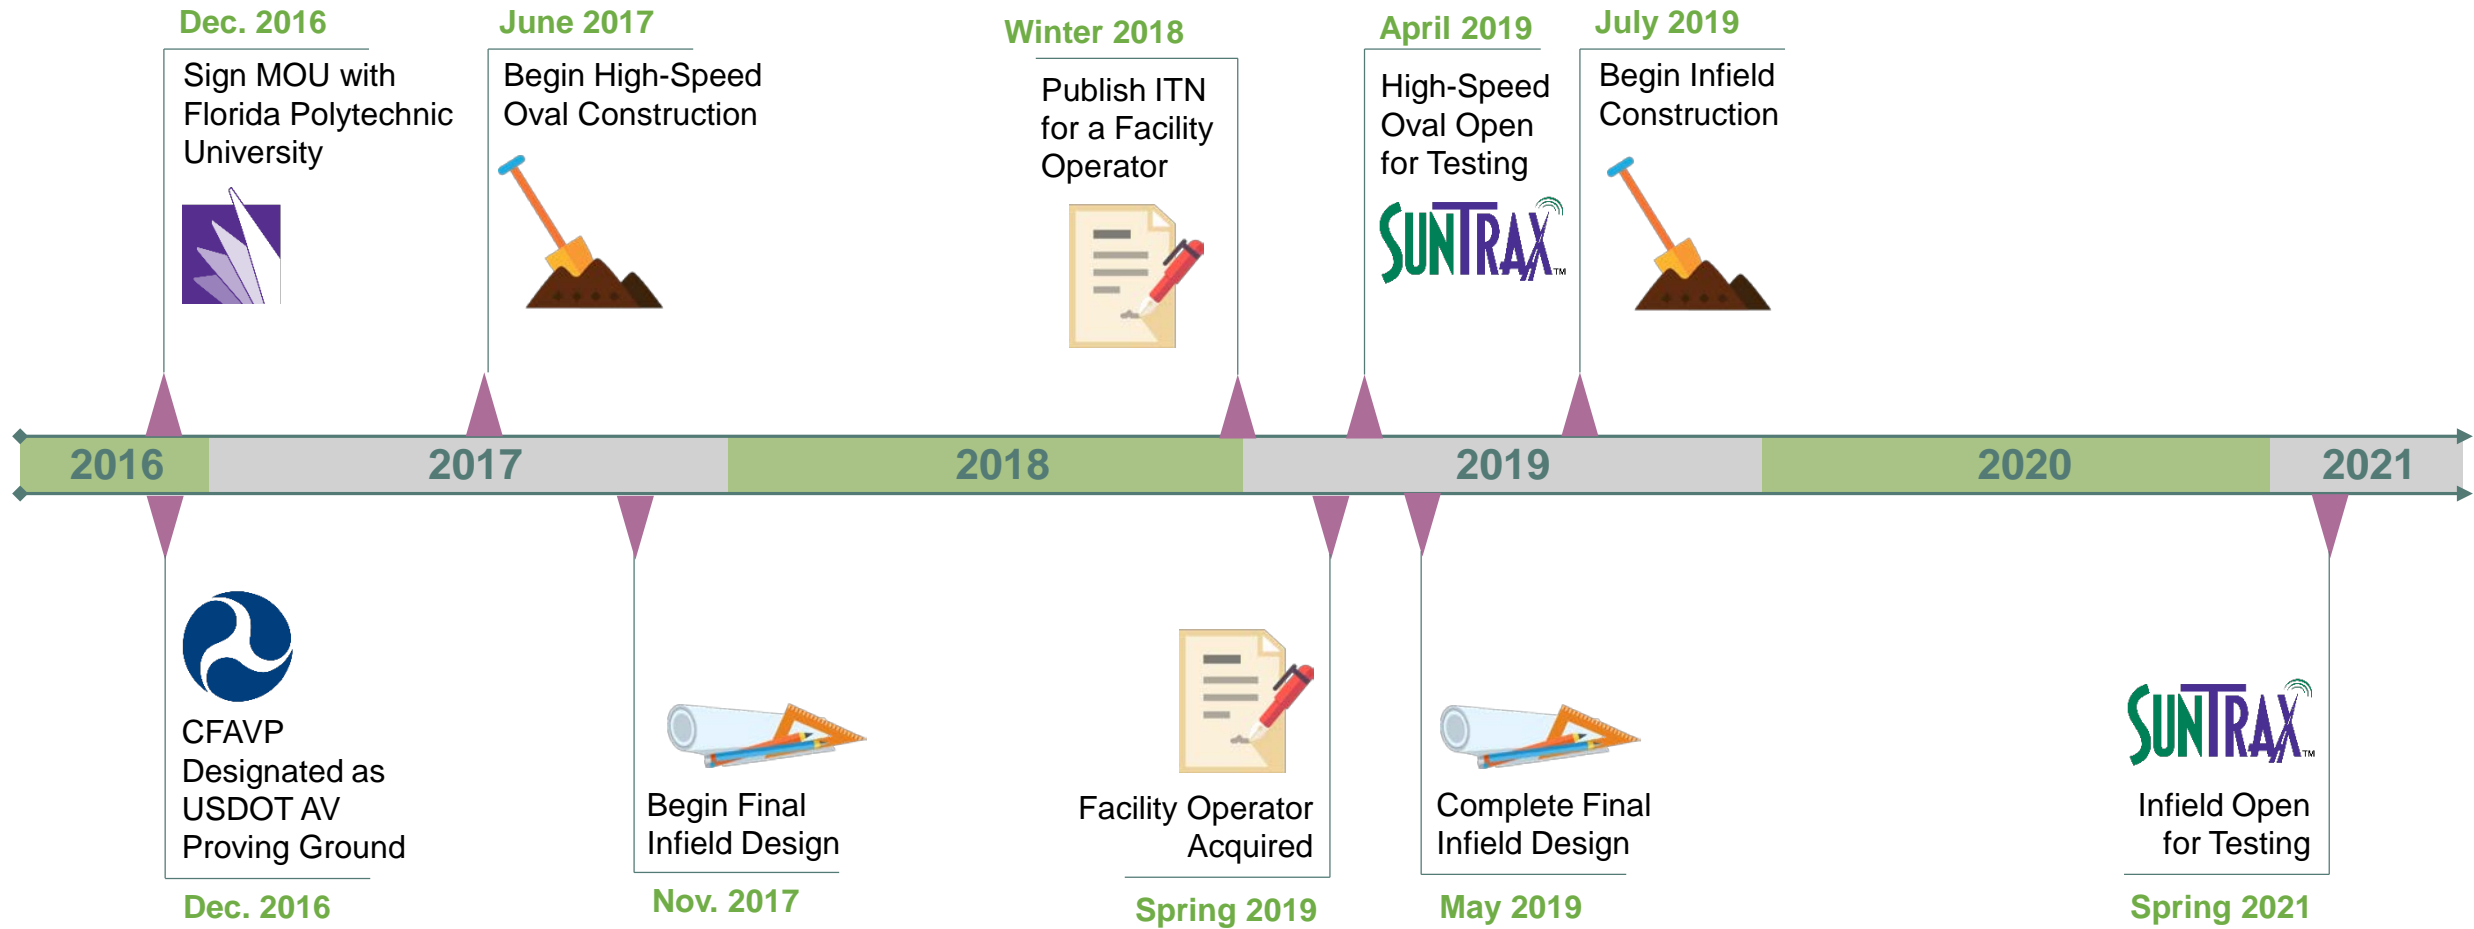 Dec. 2016
Sign MOU with
Florida Polytechnic
University
June 2017
Begin High-Speed
Oval Construction
Winter 2018
Publish ITN
for a Facility
Operator
April 2019
High-Speed
Oval Open
for Testing
SUNTRAX TM
July 2019
Begin Infield
Construction
2016 2017 2018 2019 2020 2021
CFAVP
Designated as
USDOT AV
Proving Ground
Dec. 2016
Begin Final
Infield Design
Nov. 2017
Facility Operator
Acquired
Spring 2019
Complete Final
Infield Design
May 2019
SUNTRAX TM
Infield Open
for Testing
Spring 2021